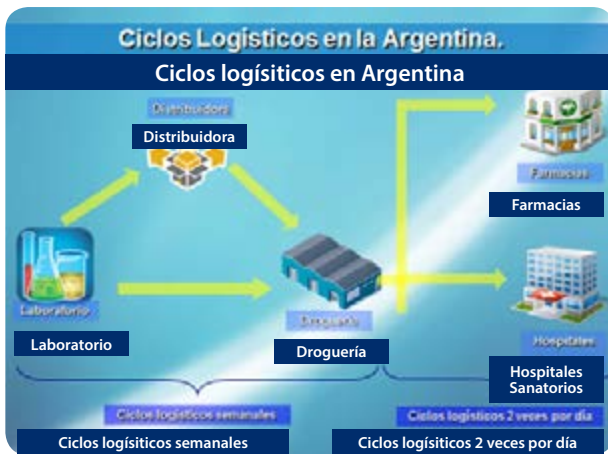 Ciclos Logisticos en la Argentina.
Ciclos logísiticos en Argentina
Distribuidora
Distribuidora
Farmacias
Farmacias
Laboratorio
Laboratorio
Droguería
Droguería
Hospitales
Hospitales
Sanatorios
Ciclos logísticos semanales
Ciclos logísticos 2 veces por día
Ciclos logísiticos semanales
Ciclos logísiticos 2 veces por día